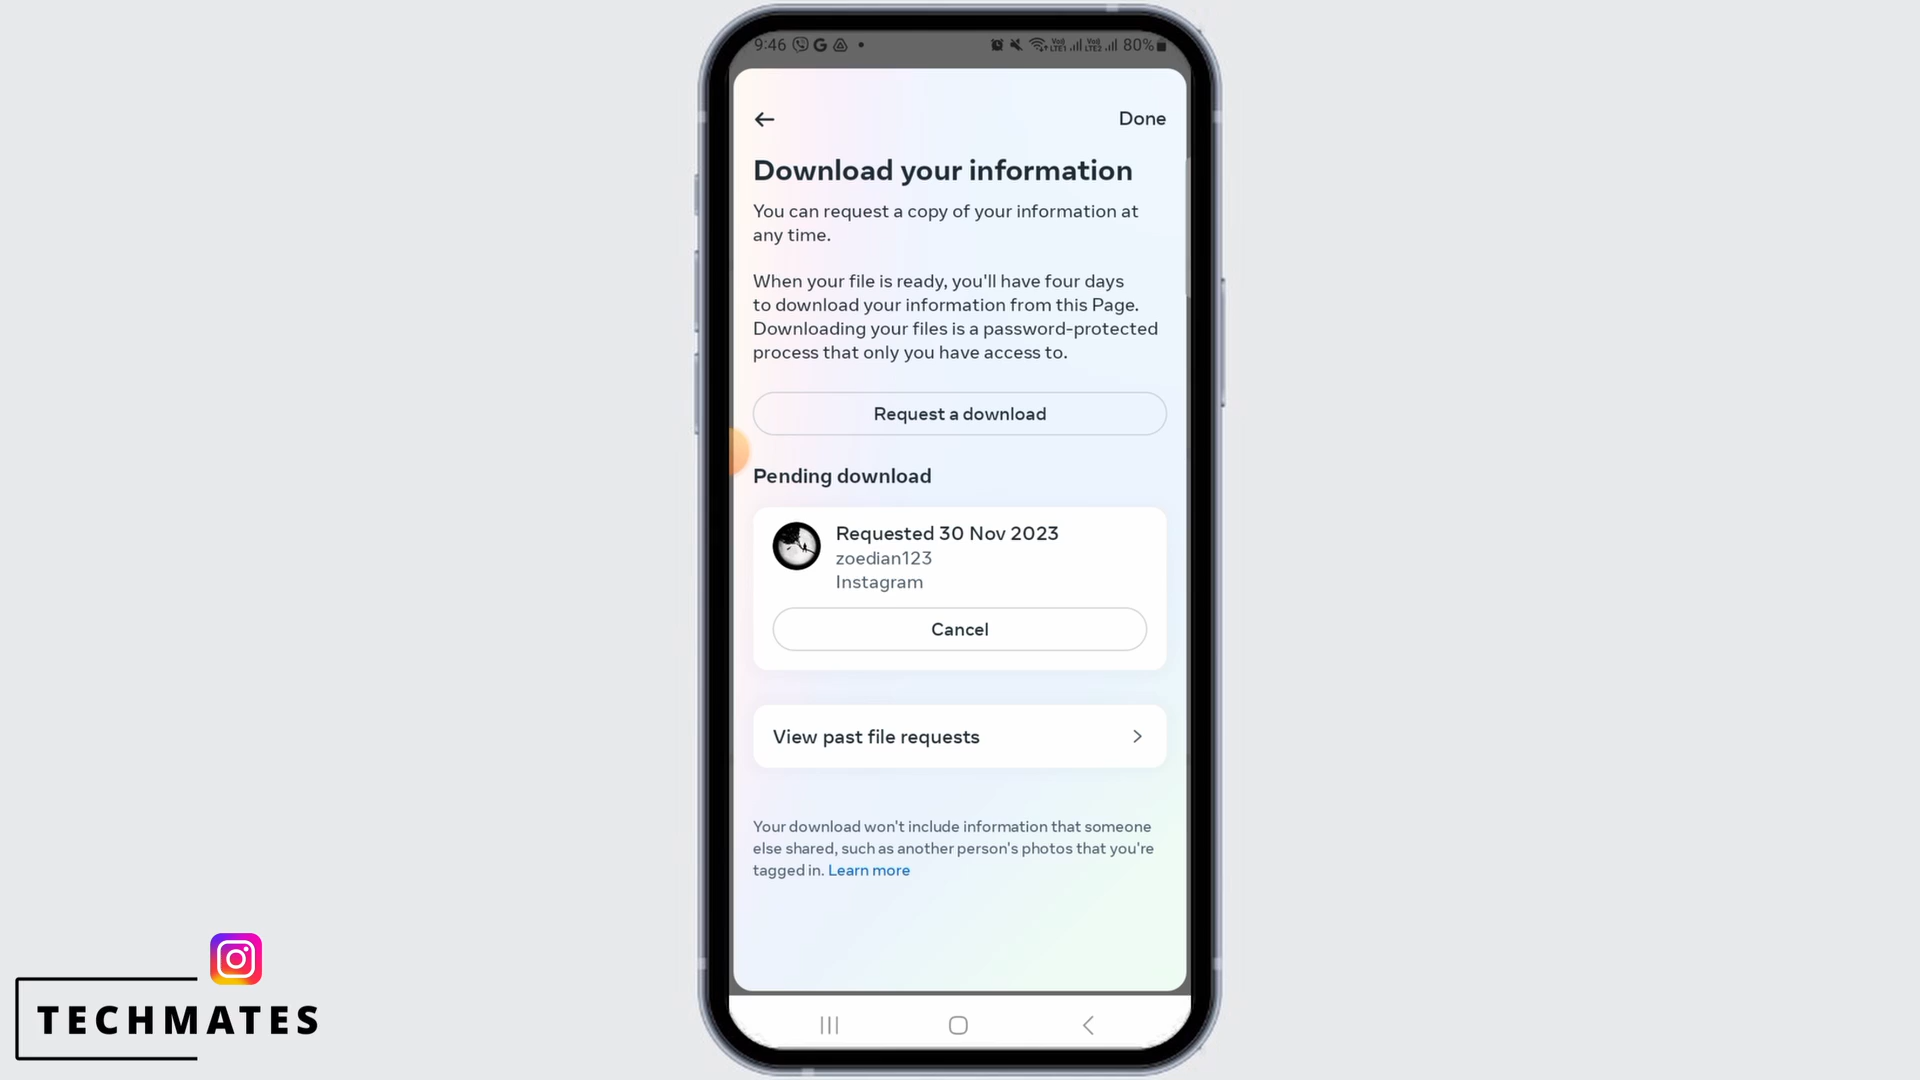 9:46
80%
Done
Download your information
You can request a copy of your information at
any time.
When your file is ready, you'll have four days
to download your information from this Page.
Downloading your files is a password-protected
process that only you have access to.
Request a download
Pending download
Requested 30 Nov 2023
zoedian123
Instagram
Cancel
View past file requests
Your download won't include information that someone
else shared, such as another person's photos that you're
tagged in. Learn more
TECHMATES